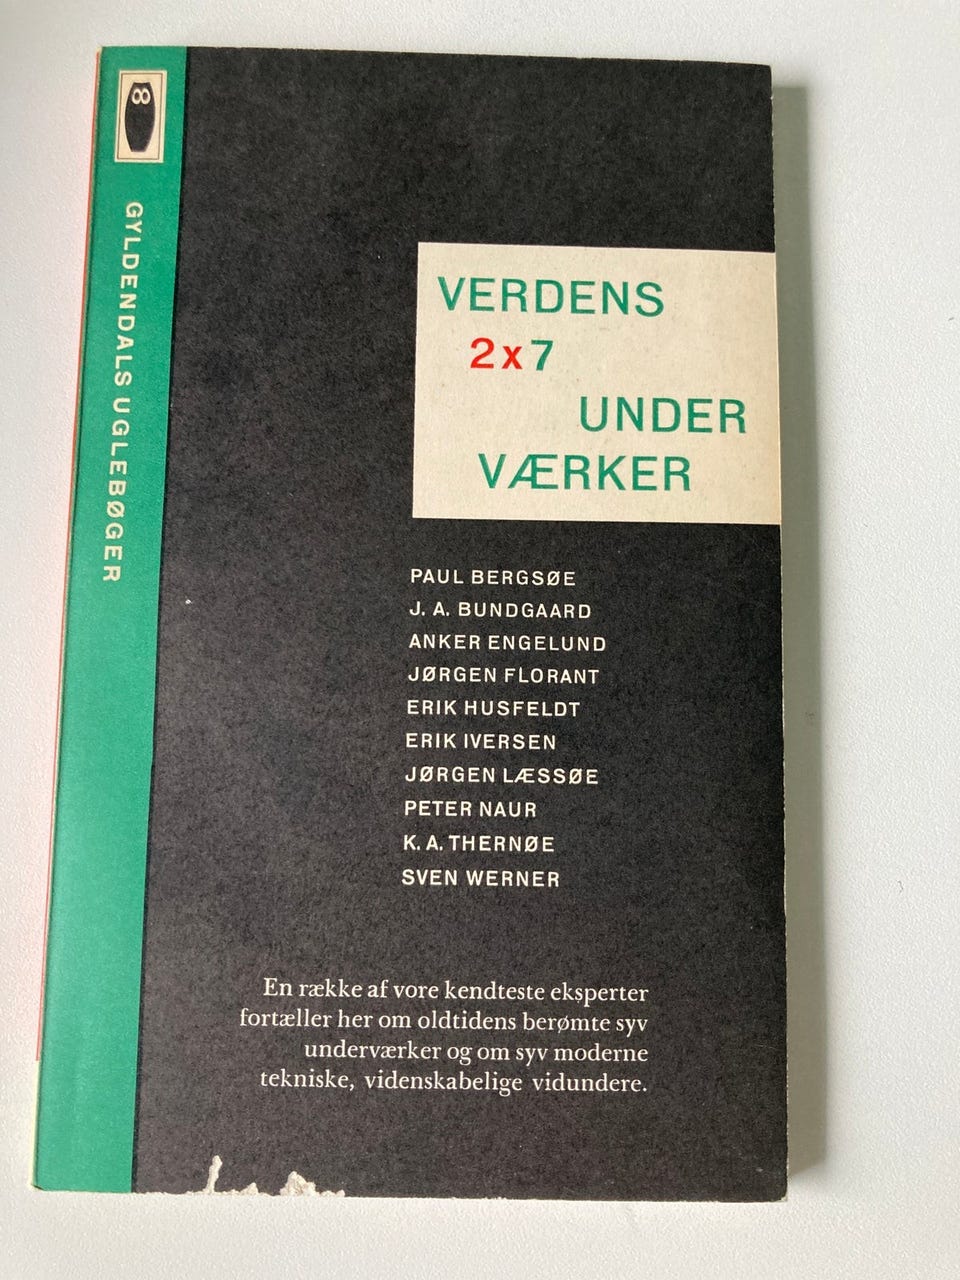 GYLDENDALS UGLEBØGER
VERDENS
2x7
UNDER
VÆRKER
PAUL BERGSØE
J. A. BUNDGAARD
ANKER ENGELUND
JØRGEN FLORANT
ERIK HUSFELDT
ERIK IVERSEN
JØRGEN LÆSSØE
PETER NAUR
K. A. THERNØE
SVEN WERNER
En række af vore kendteste eksperter
fortæller her om oldtidens berømte syv
underværker og om syv moderne
tekniske, videnskabelige vidundere.